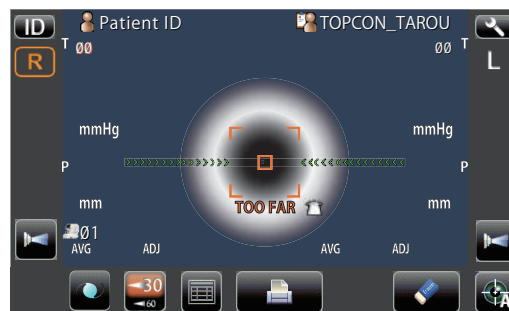 ID
Patient ID
TOPCON_TAROU
R
T
00
00
T
L
mmHg
mmHg
P
P
TOO FAR
mm
mm
01
AVG
ADJ
AVG
ADJ
30
60
A